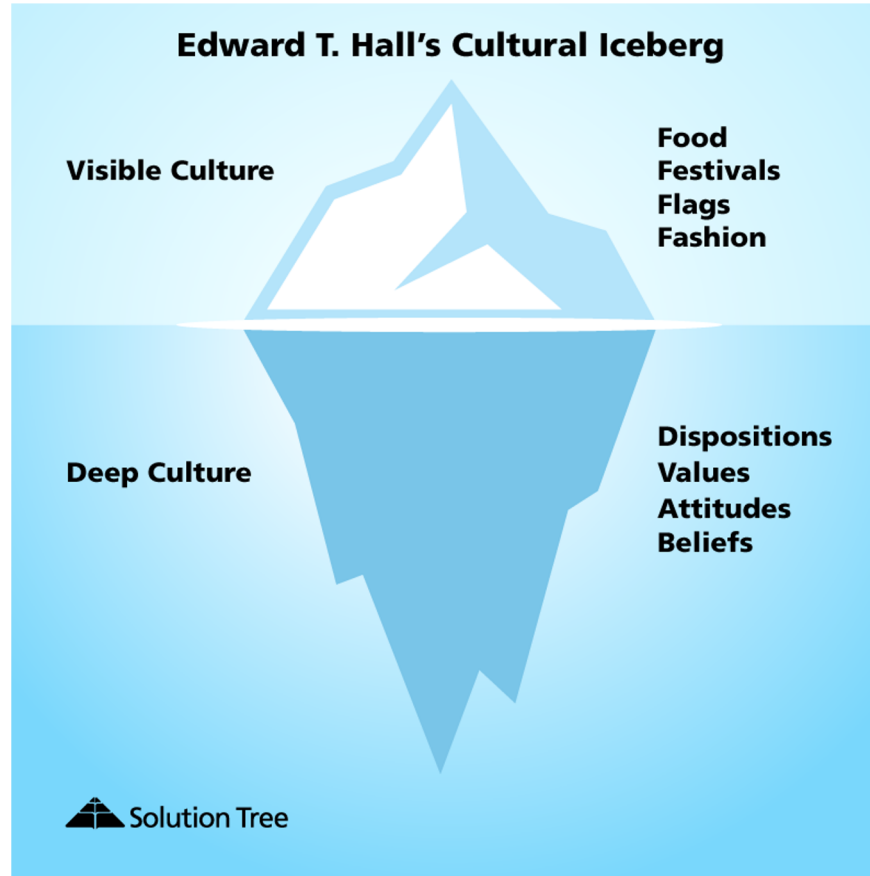 Edward T. Hall’s Cultural Iceberg
Visible Culture
Food
Festivals
Flags
Fashion
Deep Culture
Dispositions
Values
Attitudes
Beliefs
Solution Tree